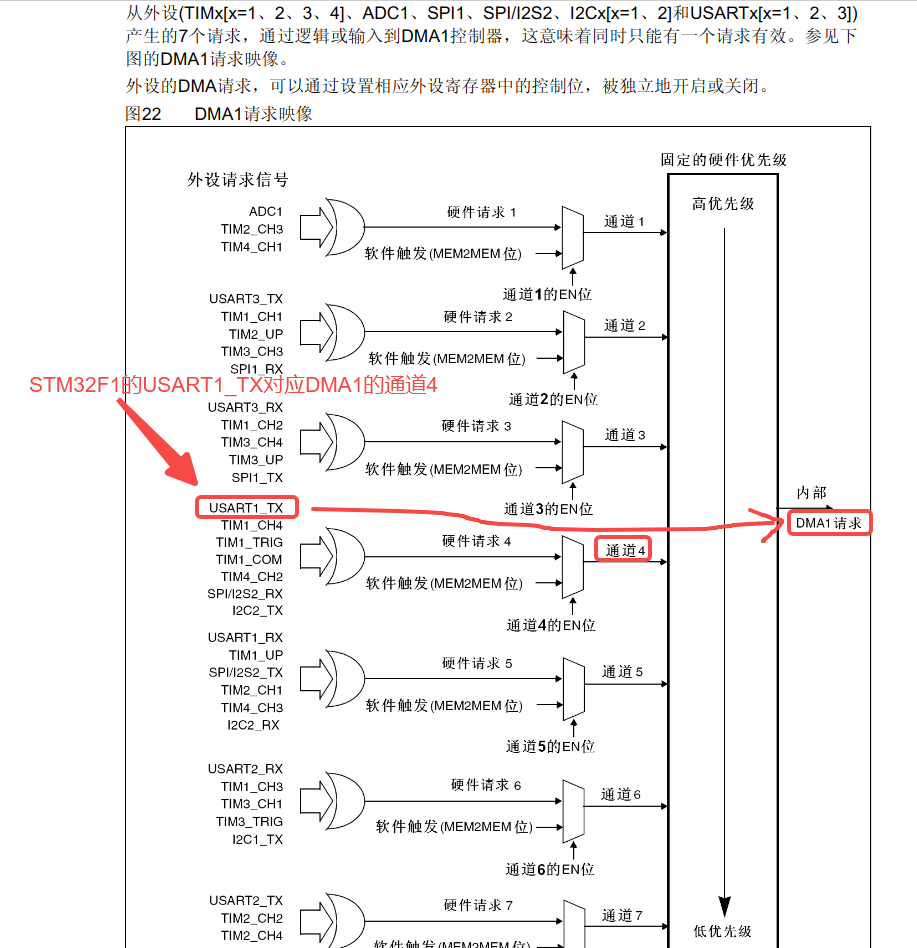 从外设(TIMx[x=1、2、3、4]、ADC1、SPI1、SPI/I2S2、I2Cx[x=1、2]和USARTx[x=1、2、3])
产生的7个请求，通过逻辑或输入到DMA1控制器，这意味着同时只能有一个请求有效。参见下
图的DMA1请求映像。
外设的DMA请求，可以通过设置相应外设寄存器中的控制位，被独立地开启或关闭。
图22 DMA1请求映像
固定的硬件优先级
外设请求信号
高优先级
ADC1
TIM2_CH3
TIM4_CH1
硬件请求 1
通道 1
软件触发(MEM2MEM 位)
通道1的EN位
USART3_TX
TIM1_CH1
TIM2_UP
TIM3_CH3
SPI1_RX
硬件请求 2
通道 2
软件触发(MEM2MEM 位)
通道2的EN位
STM32F1的USART1_TX对应DMA1的通道4
USART3_RX
TIM1_CH2
TIM3_CH4
TIM3_UP
SPI1_TX
硬件请求 3
通道 3
软件触发(MEM2MEM 位)
通道3的EN位
内部
DMA1 请求
USART1_TX
TIM1_CH4
TIM1_TRIG
TIM1_COM
TIM4_CH2
SPI/I2S2_RX
I2C2_TX
硬件请求 4
通道 4
软件触发(MEM2MEM 位)
通道4的EN位
USART1_RX
TIM1_UP
SPI/I2S2_TX
TIM2_CH1
TIM4_CH3
I2C2_RX
硬件请求 5
通道 5
软件触发(MEM2MEM 位)
通道5的EN位
USART2_RX
TIM1_CH3
TIM3_CH1
TIM3_TRIG
I2C1_TX
硬件请求 6
通道 6
软件触发(MEM2MEM 位)
通道6的EN位
USART2_TX
TIM2_CH2
TIM2_CH4
硬件请求 7
通道 7
软件触发(MEM2MEM 位)
低优先级